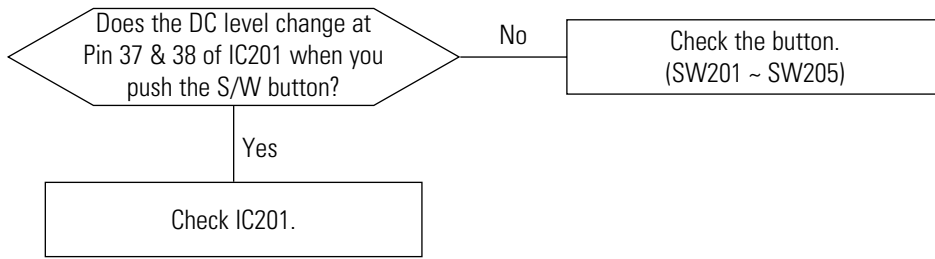 Does the DC level change at
Pin 37 & 38 of IC201 when you
push the S/W button?
No
Check the button.
(SW201 ~ SW205)
Yes
Check IC201.